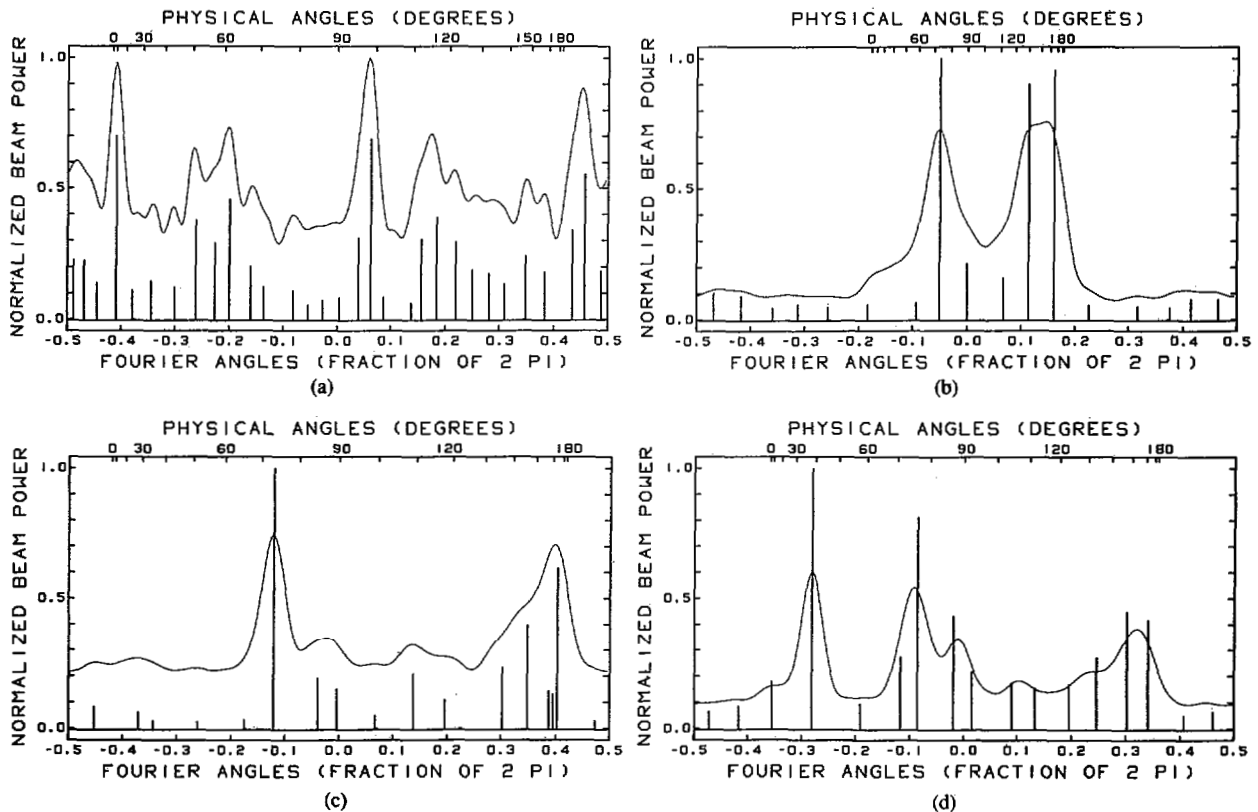 PHYSICAL ANGLES (DEGREES)
0 30 60 90 120 150 180
NORMALIZED BEAM POWER
1.0
0.5
0.0
-0.5 -0.4 -0.3 -0.2 -0.1 0.0 0.1 0.2 0.3 0.4 0.5
FOURIER ANGLES (FRACTION OF 2 PI)
(a)
PHYSICAL ANGLES (DEGREES)
0 60 90 120 180
NORMALIZED BEAM POWER
1.0
0.5
0.0
-0.5 -0.4 -0.3 -0.2 -0.1 0.0 0.1 0.2 0.3 0.4 0.5
FOURIER ANGLES (FRACTION OF 2 PI)
(b)
PHYSICAL ANGLES (DEGREES)
0 30 60 90 120 180
NORMALIZED BEAM POWER
1.0
0.5
0.0
-0.5 -0.4 -0.3 -0.2 -0.1 0.0 0.1 0.2 0.3 0.4 0.5
FOURIER ANGLES (FRACTION OF 2 PI)
(c)
PHYSICAL ANGLES (DEGREES)
0 30 60 90 120 180
NORMALIZED BEAM POWER
1.0
0.5
0.0
-0.5 -0.4 -0.3 -0.2 -0.1 0.0 0.1 0.2 0.3 0.4 0.5
FOURIER ANGLES (FRACTION OF 2 PI)
(d)